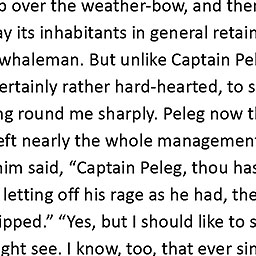 over the weather-bow, and then
its inhabitants in general retain
whaleman. But unlike Captain Pel
ertainly rather hard-hearted, to s
ng round me sharply. Peleg now th
eft nearly the whole management
him said, “Captain Peleg, thou has
letting off his rage as he had, the
ipped.” “Yes, but I should like to s
ght see. I know, too, that ever sin